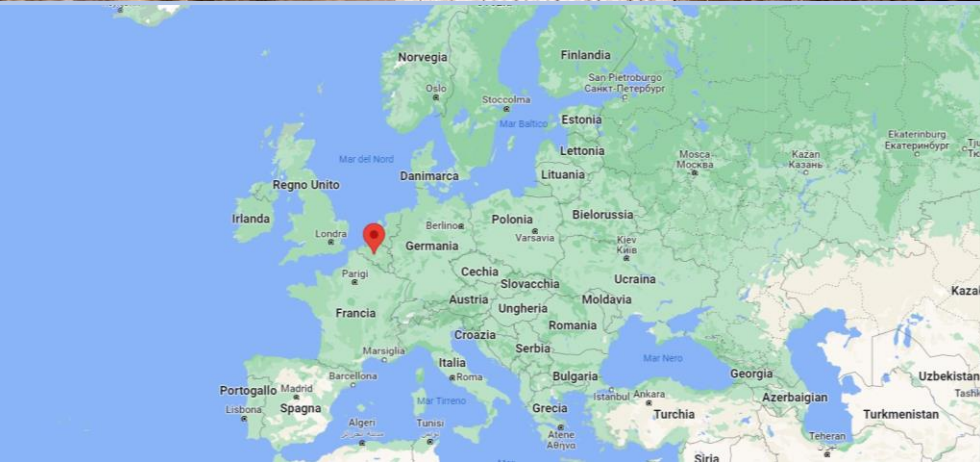 Norvegia
Finlandia
Oslo
San Pietroburgo
Санкт-Петербург
Stoccolma
Mar Baltico
Estonia
Ekaterinburg
Екатеринбург
Mar del Nord
Lettonia
Mosca
Москва
Kazan
Казань
Danimarca
Lituania
Regno Unito
Irlanda
Londra
Berlino
Polonia
Bielorussia
Varsavia
Germania
Kiev
Київ
Parigi
Cechia
Slovacchia
Ucraina
Austria
Ungheria
Moldavia
Francia
Romania
Croazia
Serbia
Marsiglia
Italia
Mar Nero
Barcellona
Roma
Bulgaria
Georgia
Uzbekistan
Portogallo
Madrid
Istanbul
Ankara
Azerbaigian
Lisbona
Spagna
Mar Tirreno
Grecia
Turchia
Turkmenistan
Algeri
Tunisi
تونس
Atene
Αθήνα
Teheran
Siria